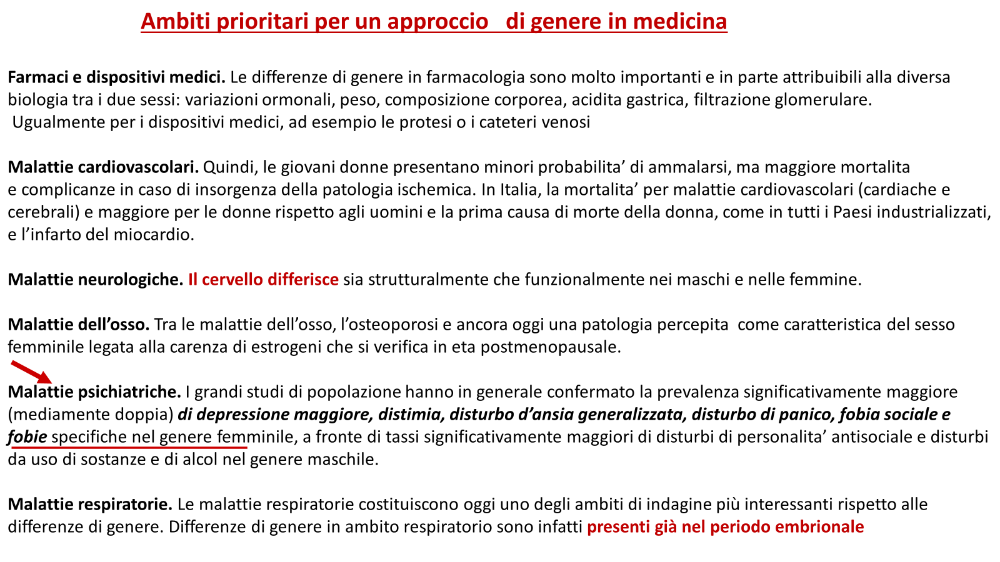 Ambiti prioritari per un approccio   di genere in medicina
Farmaci e dispositivi medici. Le differenze di genere in farmacologia sono molto importanti e in parte attribuibili alla diversa
biologia tra i due sessi: variazioni ormonali, peso, composizione corporea, acidita gastrica, filtrazione glomerulare.
Ugualmente per i dispositivi medici, ad esempio le protesi o i cateteri venosi
Malattie cardiovascolari. Quindi, le giovani donne presentano minori probabilita’ di ammalarsi, ma maggiore mortalita
e complicanze in caso di insorgenza della patologia ischemica. In Italia, la mortalita’ per malattie cardiovascolari (cardiache e
cerebrali) e maggiore per le donne rispetto agli uomini e la prima causa di morte della donna, come in tutti i Paesi industrializzati,
e l’infarto del miocardio.
Malattie neurologiche. Il cervello differisce sia strutturalmente che funzionalmente nei maschi e nelle femmine.
Malattie dell’osso. Tra le malattie dell’osso, l’osteoporosi e ancora oggi una patologia percepita  come caratteristica del sesso
femminile legata alla carenza di estrogeni che si verifica in eta postmenopausale.
Malattie psichiatriche. I grandi studi di popolazione hanno in generale confermato la prevalenza significativamente maggiore
(mediamente doppia) di depressione maggiore, distimia, disturbo d’ansia generalizzata, disturbo di panico, fobia sociale e
fobie specifiche nel genere femminile, a fronte di tassi significativamente maggiori di disturbi di personalita’ antisociale e disturbi
da uso di sostanze e di alcol nel genere maschile.
Malattie respiratorie. Le malattie respiratorie costituiscono oggi uno degli ambiti di indagine più interessanti rispetto alle
differenze di genere. Differenze di genere in ambito respiratorio sono infatti presenti già nel periodo embrionale